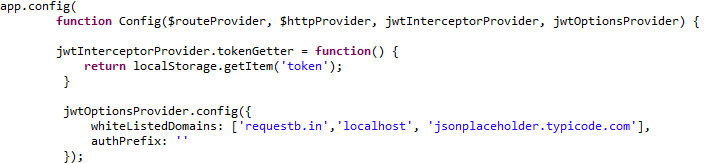 app.config(
function Config($routeProvider, $httpProvider, jwtInterceptorProvider, jwtOptionsProvider) {
jwtInterceptorProvider.tokenGetter = function() {
return localStorage.getItem('token');
}
jwtOptionsProvider.config({
whiteListedDomains: ['requestb.in','localhost', 'jsonplaceholder.typicode.com'],
authPrefix: ''
});